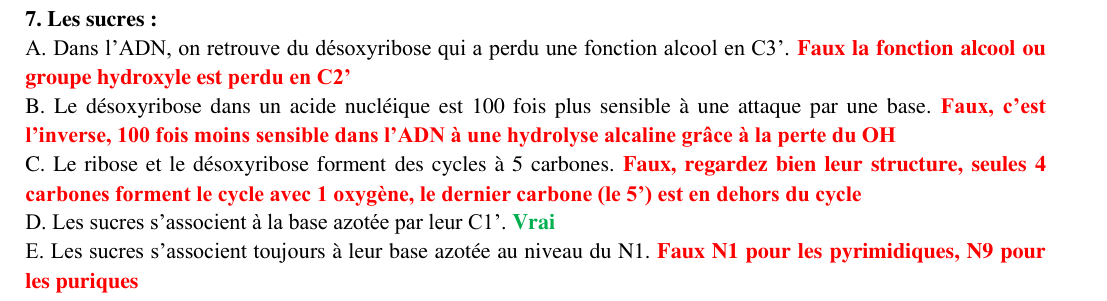 7. Les sucres :
A. Dans l’ADN, on retrouve du désoxyribose qui a perdu une fonction alcool en C3’. Faux la fonction alcool ou
groupe hydroxyle est perdu en C2’
B. Le désoxyribose dans un acide nucléique est 100 fois plus sensible à une attaque par une base. Faux, c’est
l’inverse, 100 fois moins sensible dans l’ADN à une hydrolyse alcaline grâce à la perte du OH
C. Le ribose et le désoxyribose forment des cycles à 5 carbones. Faux, regardez bien leur structure, seules 4
carbones forment le cycle avec 1 oxygène, le dernier carbone (le 5’) est en dehors du cycle
D. Les sucres s’associent à la base azotée par leur C1’. Vrai
E. Les sucres s’associent toujours à leur base azotée au niveau du N1. Faux N1 pour les pyrimidiques, N9 pour
les puriques